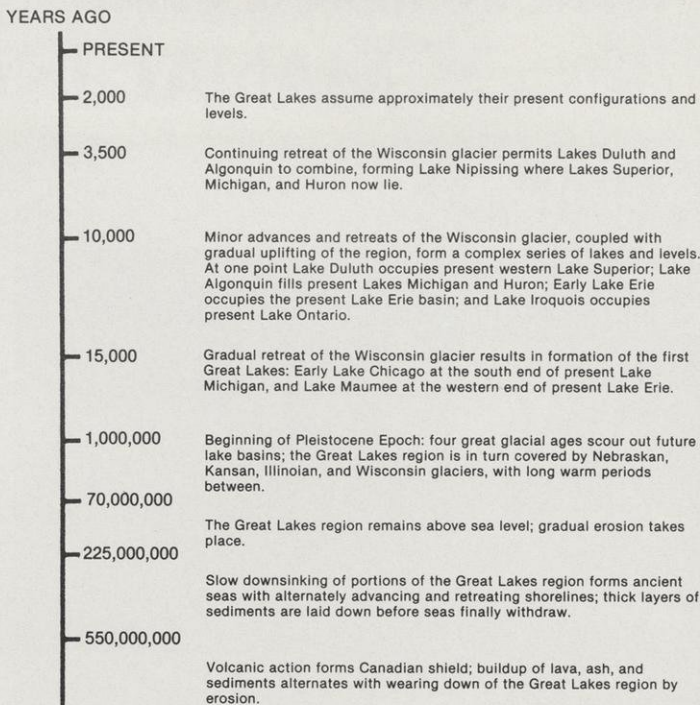 YEARS AGO
PRESENT
2,000
The Great Lakes assume approximately their present configurations and
levels.
3,500
Continuing retreat of the Wisconsin glacier permits Lakes Duluth and
Algonquin to combine, forming Lake Nipissing where Lakes Superior,
Michigan, and Huron now lie.
10,000
Minor advances and retreats of the Wisconsin glacier, coupled with
gradual uplifting of the region, form a complex series of lakes and levels.
At one point Lake Duluth occupies present western Lake Superior; Lake
Algonquin fills present Lakes Michigan and Huron; Early Lake Erie
occupies the present Lake Erie basin; and Lake Iroquois occupies
present Lake Ontario.
15,000
Gradual retreat of the Wisconsin glacier results in formation of the first
Great Lakes: Early Lake Chicago at the south end of present Lake
Michigan, and Lake Maumee at the western end of present Lake Erie.
1,000,000
Beginning of Pleistocene Epoch: four great glacial ages scour out future
lake basins; the Great Lakes region is in turn covered by Nebraskan,
Kansan, Illinoian, and Wisconsin glaciers, with long warm periods
between.
70,000,000
The Great Lakes region remains above sea level; gradual erosion takes
place.
225,000,000
Slow downsinking of portions of the Great Lakes region forms ancient
seas with alternately advancing and retreating shorelines; thick layers of
sediments are laid down before seas finally withdraw.
550,000,000
Volcanic action forms Canadian shield; buildup of lava, ash, and
sediments alternates with wearing down of the Great Lakes region by
erosion.